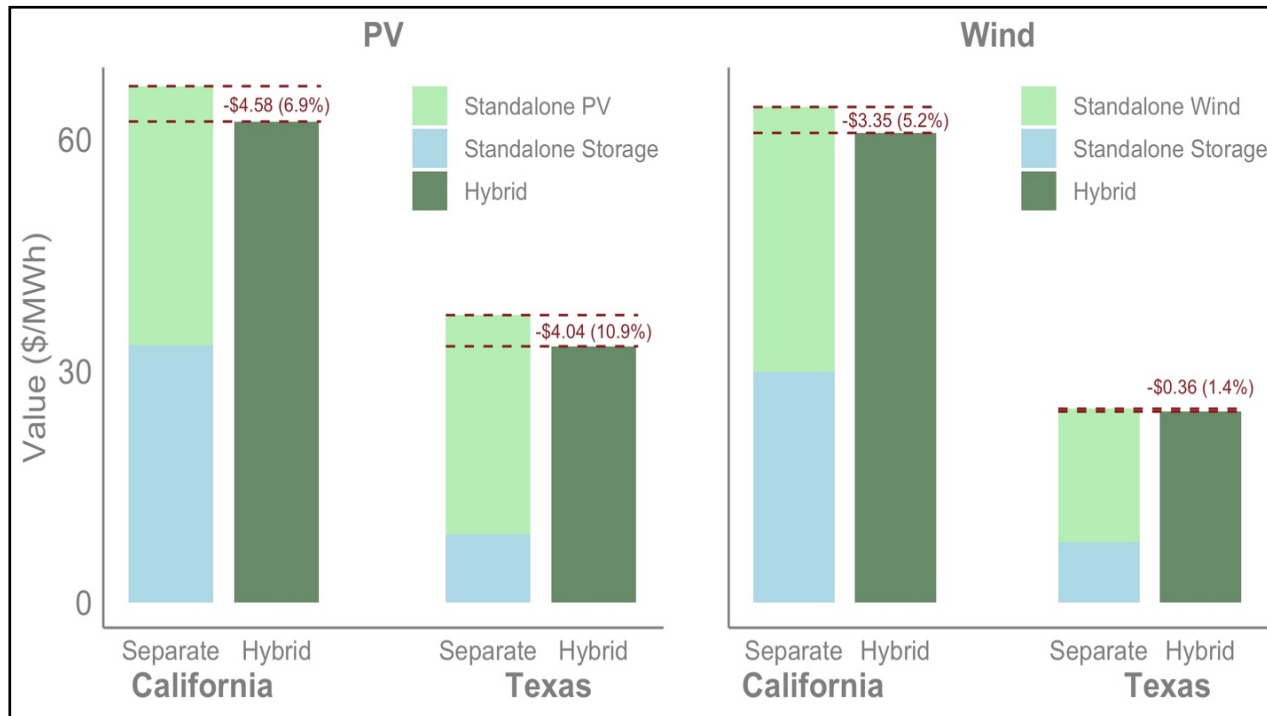 PV
Value ($/MWh)
60
30
0
Standalone PV
Standalone Storage
Hybrid
-$4.58 (6.9%)
-$4.04 (10.9%)
Separate Hybrid
California
Separate Hybrid
Texas
Wind
Standalone Wind
Standalone Storage
Hybrid
-$3.35 (5.2%)
-$0.36 (1.4%)
Separate Hybrid
California
Separate Hybrid
Texas